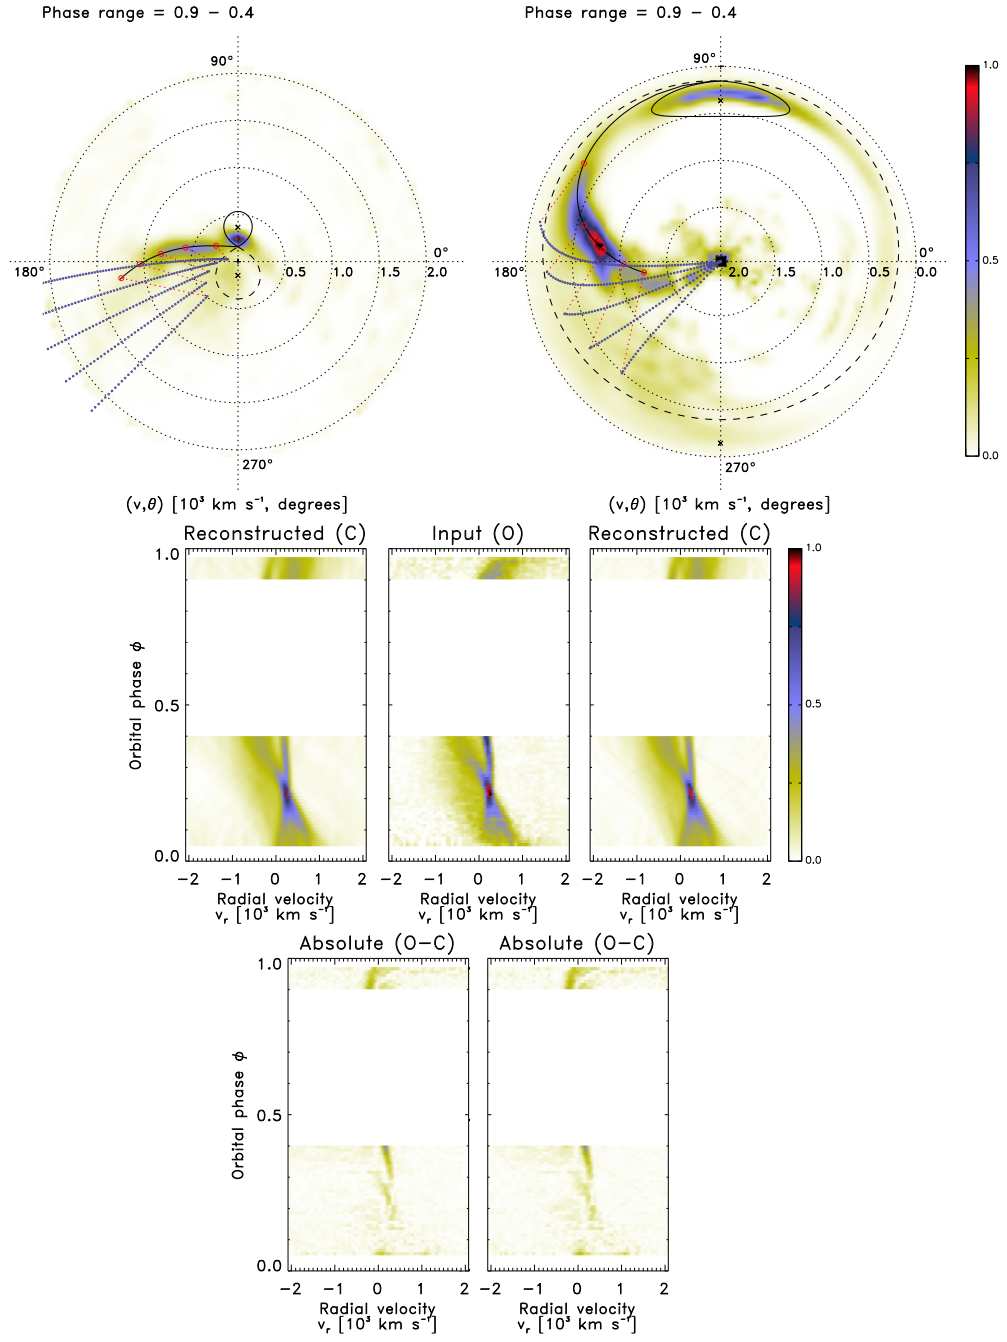 Phase range = 0.9 − 0.4
Phase range = 0.9 − 0.4
90°
90°
1.0
180°
0°
0.5 1.0 1.5 2.0
180°
0°
2.0 1.5 1.0 0.5 0.0
0.5
270°
270°
0.0
(v,θ) [10³ km s⁻¹, degrees]
(v,θ) [10³ km s⁻¹, degrees]
Reconstructed (C)
Input (O)
Reconstructed (C)
1.0
0.5
0.0
Orbital phase ϕ
1.0
0.5
0.0
−2 −1 0 1 2
−2 −1 0 1 2
−2 −1 0 1 2
Radial velocity
vᵣ [10³ km s⁻¹]
Radial velocity
vᵣ [10³ km s⁻¹]
Radial velocity
vᵣ [10³ km s⁻¹]
Absolute (O−C)
Absolute (O−C)
1.0
0.5
0.0
Orbital phase ϕ
−2 −1 0 1 2
−2 −1 0 1 2
Radial velocity
vᵣ [10³ km s⁻¹]
Radial velocity
vᵣ [10³ km s⁻¹]